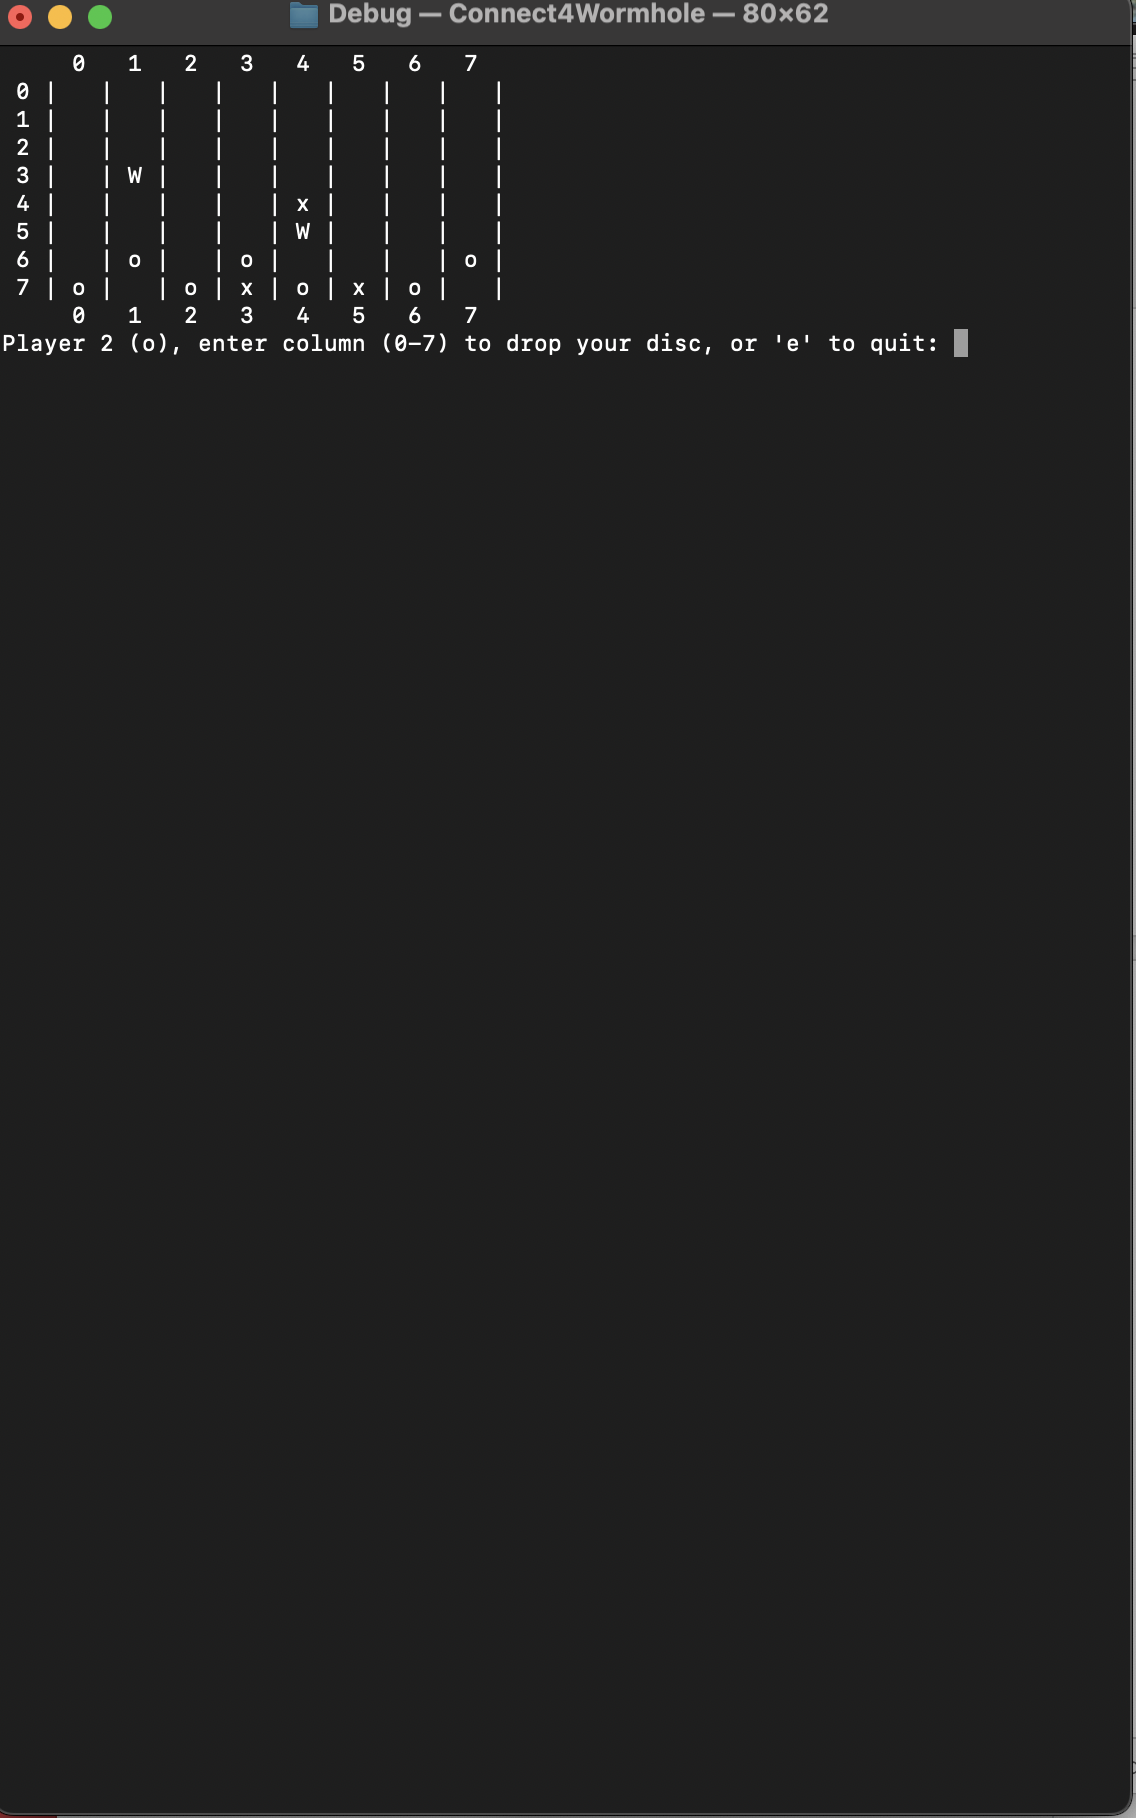 Debug — Connect4Wormhole — 80×62
0 1 2 3 4 5 6 7
0 | | | | | | | | |
1 | | | | | | | | |
2 | | | | | | | | |
3 | | W | | | | | | |
4 | | | | | x | | | |
5 | | | | | W | | | |
6 | | o | | o | | | | o |
7 | o | | o | x | o | x | o | |
0 1 2 3 4 5 6 7
Player 2 (o), enter column (0-7) to drop your disc, or 'e' to quit: